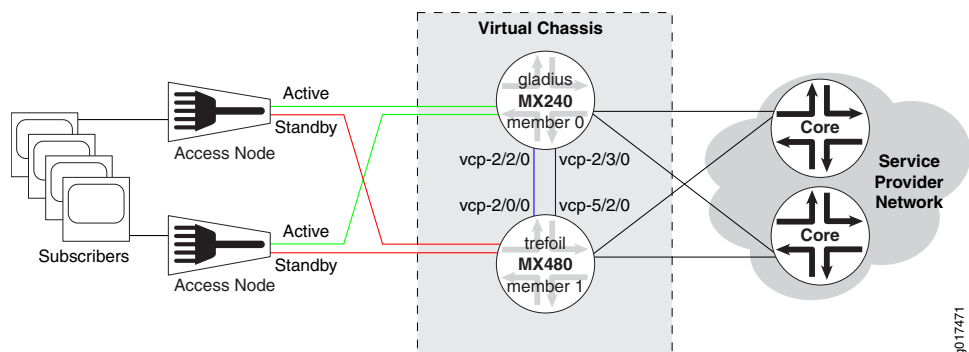 Virtual Chassis
gladius
MX240
member 0
Active
Standby
Access Node
Core
vcp-2/2/0 vcp-2/3/0
Service
Provider
Network
vcp-2/0/0 vcp-5/2/0
Active
Standby
Access Node
Subscribers
trefoil
MX480
member 1
Core
g017471